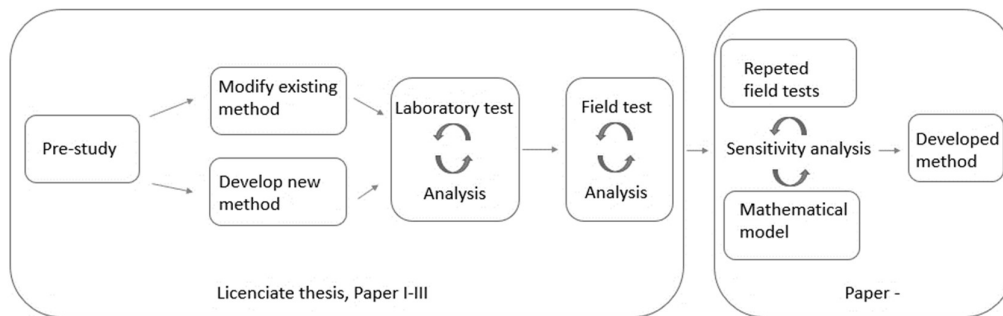 Pre-study
Modify existing
method
Develop new
method
Laboratory test
Analysis
Field test
Analysis
Licenciate thesis, Paper I-III
Repeted
field tests
Sensitivity analysis
Mathematical
model
Developed
method
Paper -